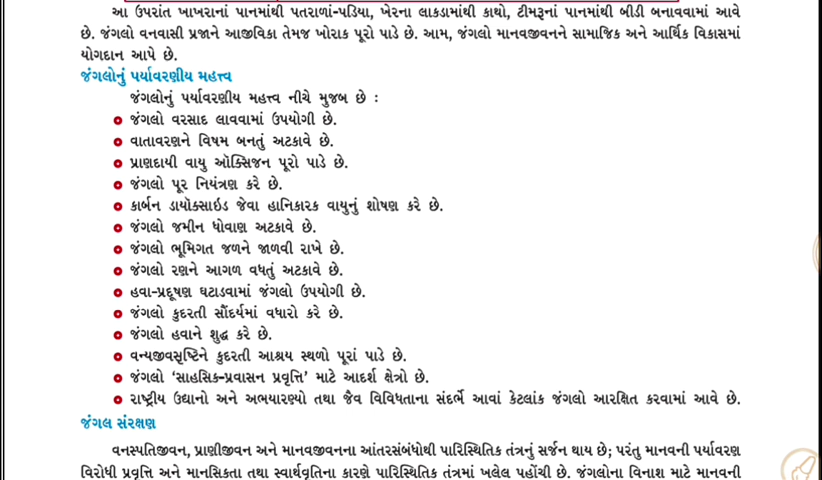 આ ઉપરાંત ખાખરાનાં પાનમાંથી પતરાળાં-પડિયા, ખેરના લાકડામાંથી કાથો, ટીમરૂનાં પાનમાંથી બીડી બનાવવામાં આવે
છે. જંગલો વનવાસી પ્રજાને આજીવિકા તેમજ ખોરાક પૂરો પાડે છે. આમ, જંગલો માનવજીવનને સામાજિક અને આર્થિક વિકાસમાં
યોગદાન આપે છે.
જંગલોનું પર્યાવરણીય મહત્ત્વ
જંગલોનું પર્યાવરણીય મહત્ત્વ નીચે મુજબ છે :
જંગલો વરસાદ લાવવામાં ઉપયોગી છે.
વાતાવરણને વિષમ બનતું અટકાવે છે.
પ્રાણદાયી વાયુ ઑક્સિજન પૂરો પાડે છે.
જંગલો પૂર નિયંત્રણ કરે છે.
કાર્બન ડાયૉક્સાઇડ જેવા હાનિકારક વાયુનું શોષણ કરે છે.
જંગલો જમીન ધોવાણ અટકાવે છે.
જંગલો ભૂમિગત જળને જાળવી રાખે છે.
જંગલો રણને આગળ વધતું અટકાવે છે.
હવા-પ્રદૂષણ ઘટાડવામાં જંગલો ઉપયોગી છે.
જંગલો કુદરતી સૌંદર્યમાં વધારો કરે છે.
જંગલો હવાને શુદ્ધ કરે છે.
વન્યજીવસૃષ્ટિને કુદરતી આશ્રય સ્થળો પૂરાં પાડે છે.
જંગલો ‘સાહસિક-પ્રવાસન પ્રવૃત્તિ’ માટે આદર્શ ક્ષેત્રો છે.
રાષ્ટ્રીય ઉદ્યાનો અને અભયારણ્યો તથા જૈવ વિવિધતાના સંદર્ભે આવાં કેટલાંક જંગલો આરક્ષિત કરવામાં આવે છે.
જંગલ સંરક્ષણ
વનસ્પતિજીવન, પ્રાણીજીવન અને માનવજીવનના આંતરસંબંધોથી પારિસ્થિતિક તંત્રનું સર્જન થાય છે; પરંતુ માનવની પર્યાવરણ
વિરોધી પ્રવૃત્તિ અને માનસિકતા તથા સ્વાર્થવૃતિના કારણે પારિસ્થિતિક તંત્રમાં ખલેલ પહોંચી છે. જંગલોના વિનાશ માટે માનવની